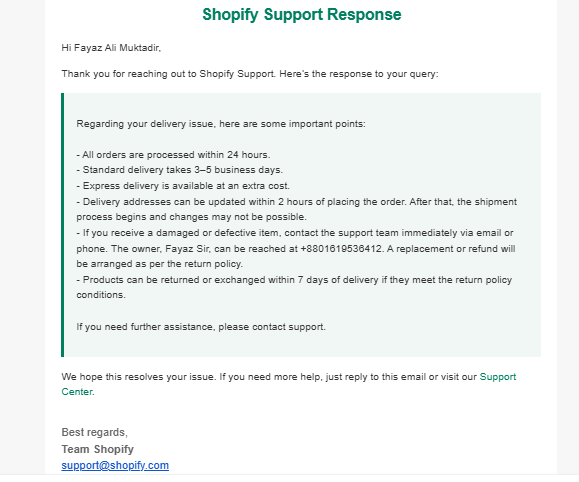 Shopify Support Response
Hi Fayaz Ali Muktadir,
Thank you for reaching out to Shopify Support. Here's the response to your query:
Regarding your delivery issue, here are some important points:
- All orders are processed within 24 hours.
- Standard delivery takes 3–5 business days.
- Express delivery is available at an extra cost.
- Delivery addresses can be updated within 2 hours of placing the order. After that, the shipment
process begins and changes may not be possible.
- If you receive a damaged or defective item, contact the support team immediately via email or
phone. The owner, Fayaz Sir, can be reached at +8801619536412. A replacement or refund will
be arranged as per the return policy.
- Products can be returned or exchanged within 7 days of delivery if they meet the return policy
conditions.
If you need further assistance, please contact support.
We hope this resolves your issue. If you need more help, just reply to this email or visit our Support
Center.
Best regards,
Team Shopify
support@shopify.com